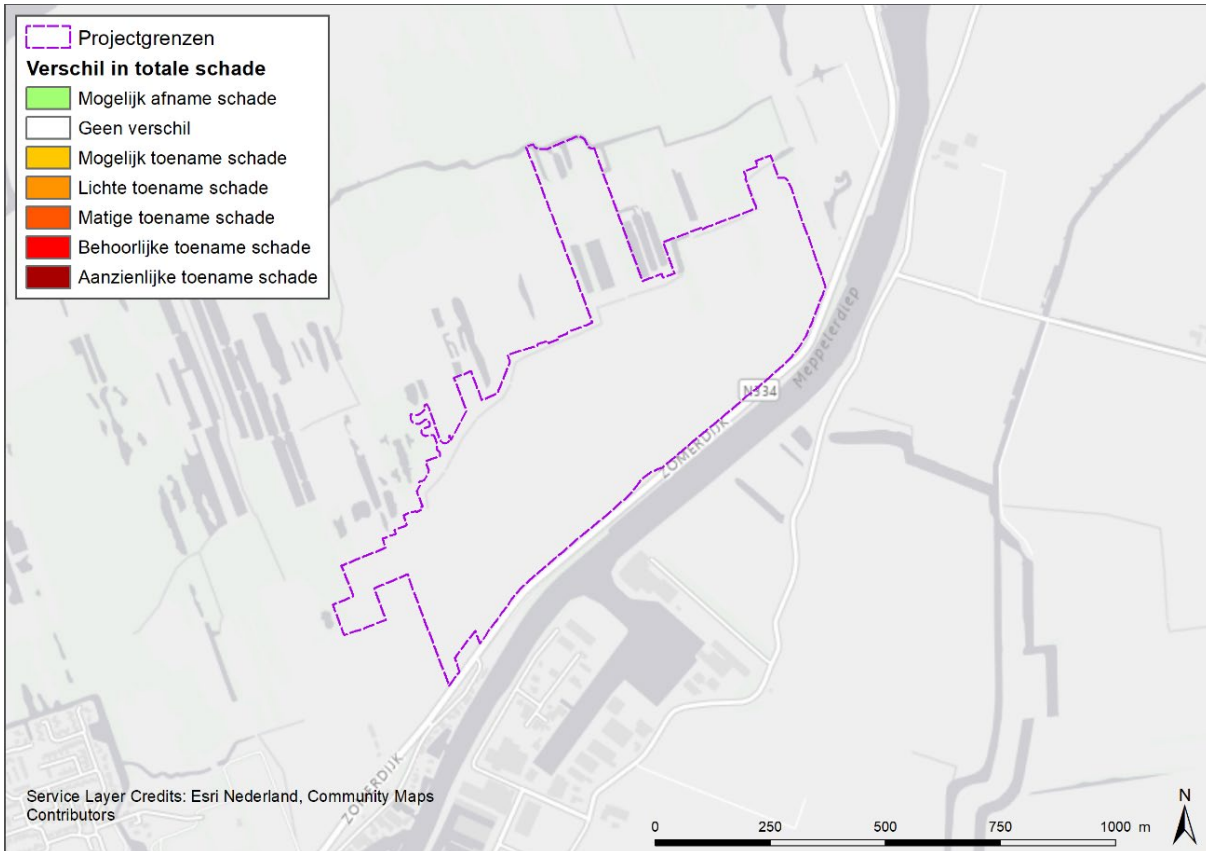 Projectgrenzen
Verschil in totale schade
Mogelijk afname schade
Geen verschil
Mogelijk toename schade
Lichte toename schade
Matige toename schade
Behoorlijke toename schade
Aanzienlijke toename schade
Meppelerdiep
N334
ZOMERDIJK
ZOMERDIJK
Service Layer Credits: Esri Nederland, Community Maps
Contributors
N
0 250 500 750 1000 m